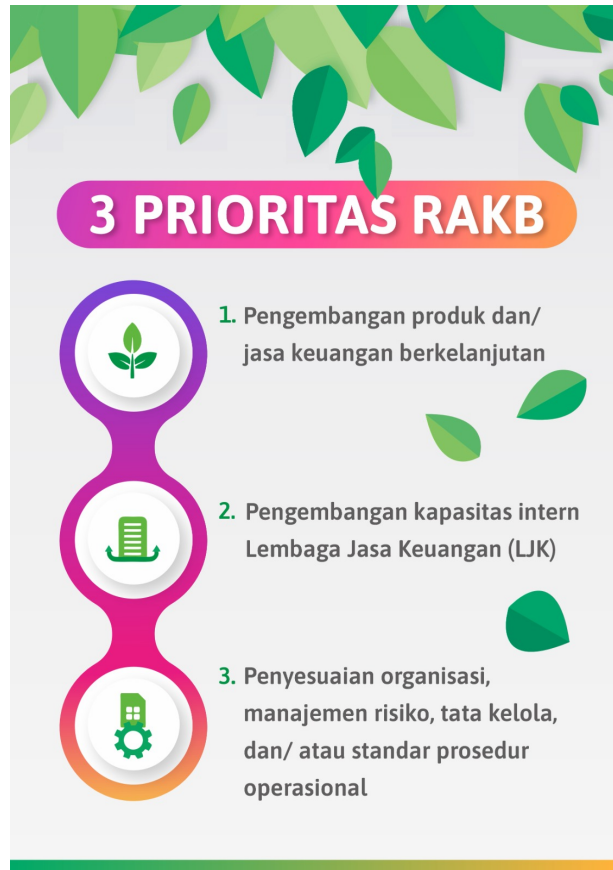 3 PRIORITAS RAKB
1. Pengembangan produk dan/
jasa keuangan berkelanjutan
2. Pengembangan kapasitas intern
Lembaga Jasa Keuangan (LJK)
3. Penyesuaian organisasi,
manajemen risiko, tata kelola,
dan/ atau standar prosedur
operasional